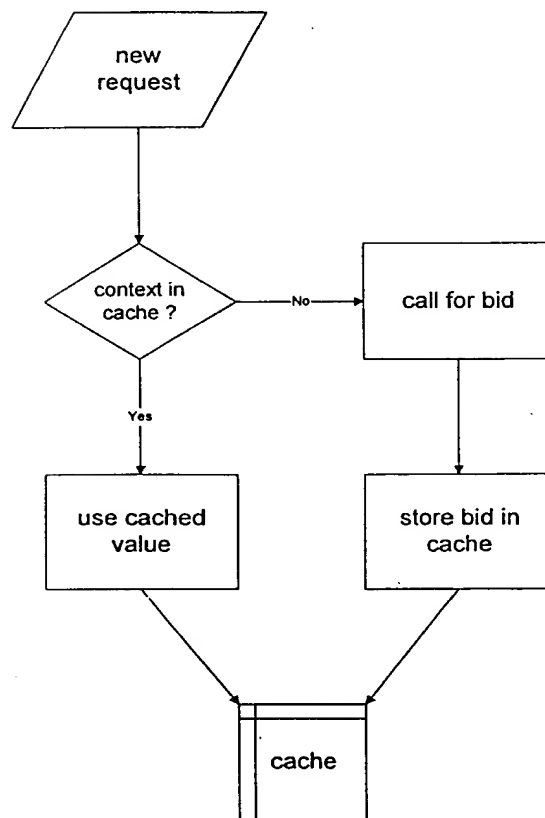 new
request
context in
cache ?
No
call for bid
Yes
use cached
value
store bid in
cache
cache